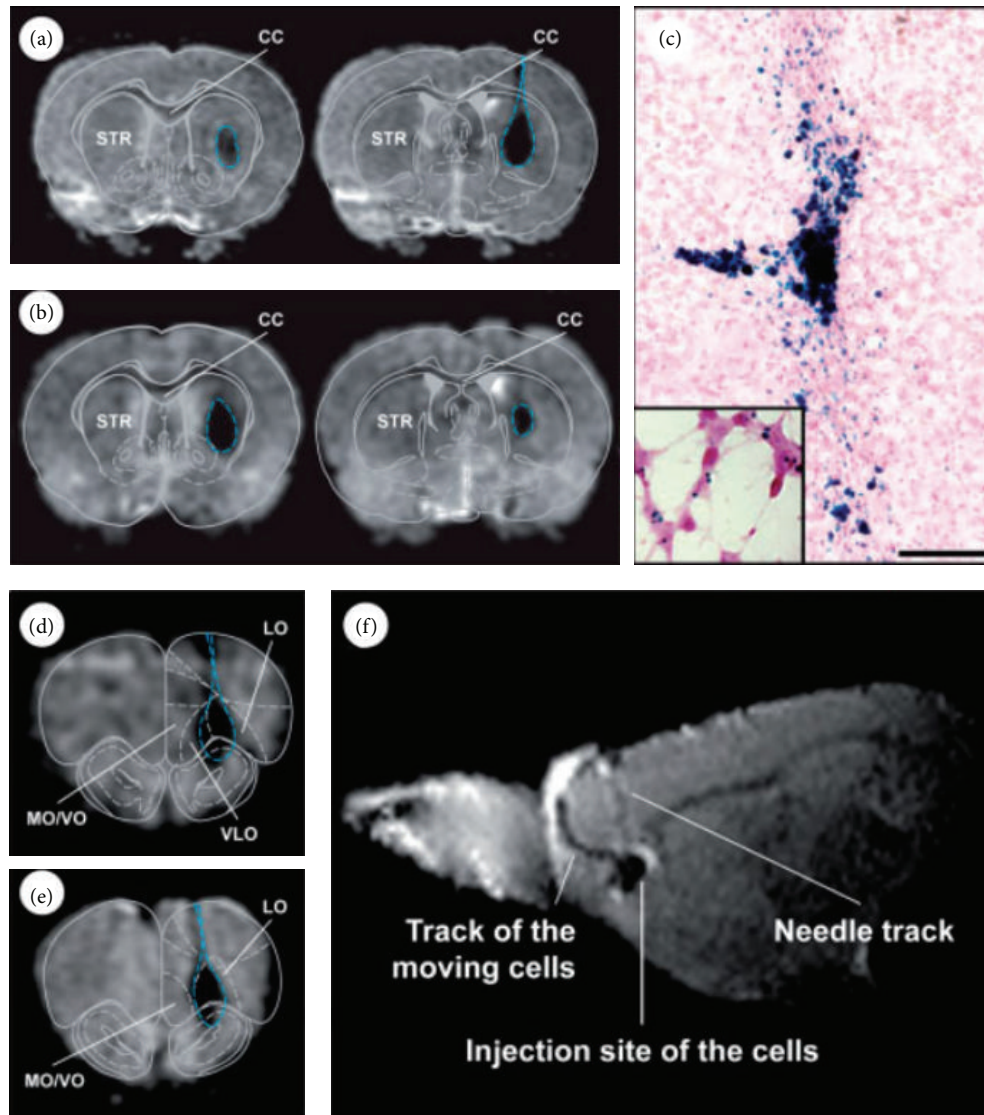 (a)
CC
STR
CC
STR
(b)
CC
STR
CC
STR
(c)
(d)
LO
MO/VO
VLO
(e)
LO
MO/VO
(f)
Track of the
moving cells
Needle track
Injection site of the cells